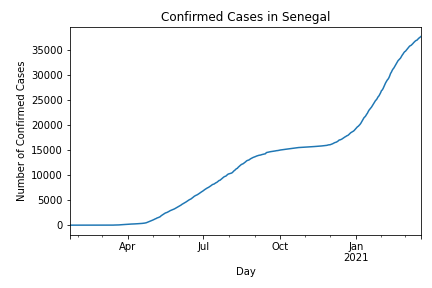 Confirmed Cases in Senegal
Number of Confirmed Cases
35000
30000
25000
20000
15000
10000
5000
0
Apr Jul Oct Jan
2021
Day